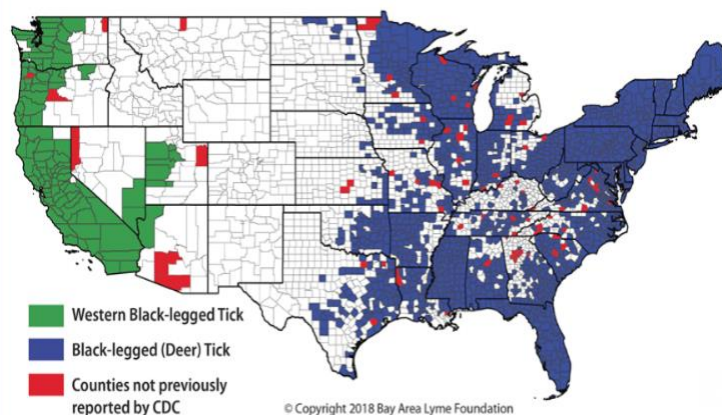 Western Black-legged Tick
Black-legged (Deer) Tick
Counties not previously
reported by CDC
© Copyright 2018 Bay Area Lyme Foundation